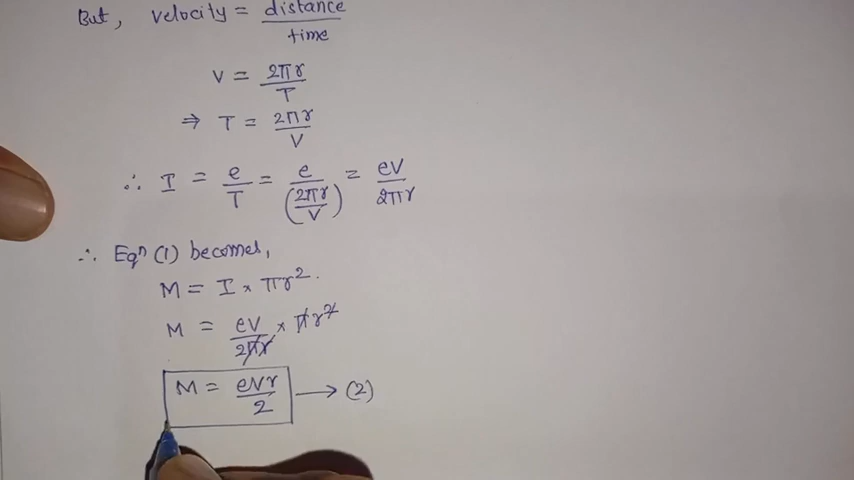 But, velocity = distance / time
V = 2πr / T
⇒ T = 2πr / V
∴ I = e / T = e / (2πr / V) = eV / 2πr
∴ Eqⁿ (1) becomes,
M = I × πr².
M = eV / 2πr × πr²
M = eVr / 2 → (2)